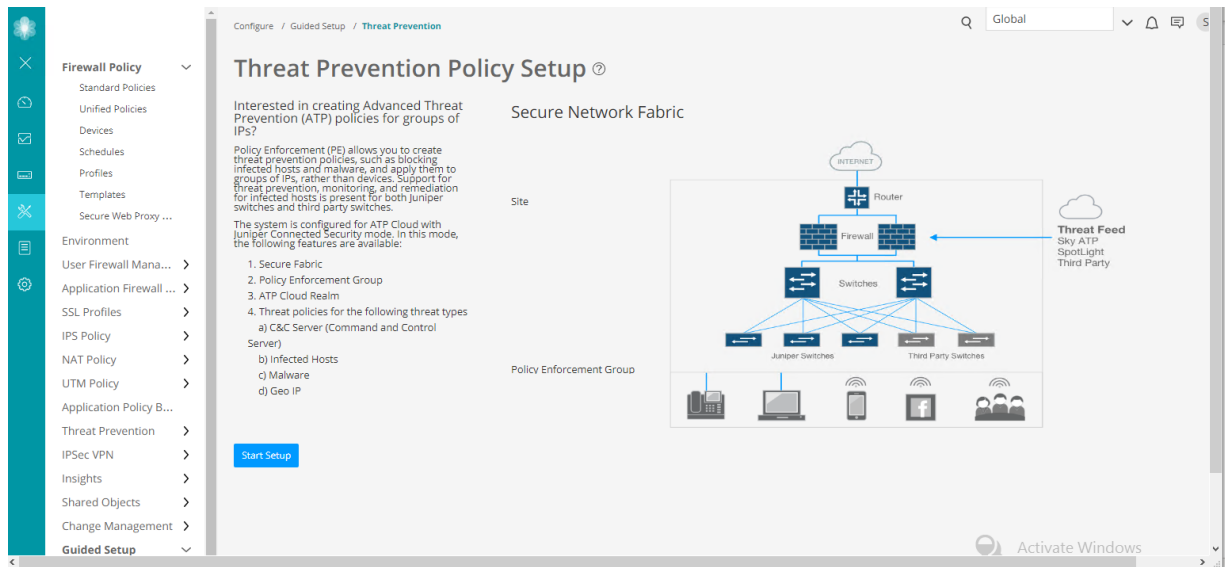 Configure / Guided Setup / Threat Prevention
Global
S
Firewall Policy
Standard Policies
Unified Policies
Devices
Schedules
Profiles
Templates
Secure Web Proxy ...
Environment
User Firewall Mana...
Application Firewall ...
SSL Profiles
IPS Policy
NAT Policy
UTM Policy
Application Policy B...
Threat Prevention
IPSec VPN
Insights
Shared Objects
Change Management
Guided Setup
Threat Prevention Policy Setup
Interested in creating Advanced Threat
Prevention (ATP) policies for groups of
IPs?
Policy Enforcement (PE) allows you to create
threat prevention policies, such as blocking
infected hosts and malware, and apply them to
groups of IPs, rather than devices. Support for
threat prevention, monitoring, and remediation
for infected hosts is present for both Juniper
switches and third party switches.
The system is configured for ATP Cloud with
Juniper Connected Security mode. In this mode,
the following features are available:
1. Secure Fabric
2. Policy Enforcement Group
3. ATP Cloud Realm
4. Threat policies for the following threat types
a) C&C Server (Command and Control
Server)
b) Infected Hosts
c) Malware
d) Geo IP
Start Setup
Secure Network Fabric
INTERNET
Site
Router
Firewall
Threat Feed
Sky ATP
SpotLight
Third Party
Switches
Juniper Switches
Third Party Switches
Policy Enforcement Group
Activate Windows